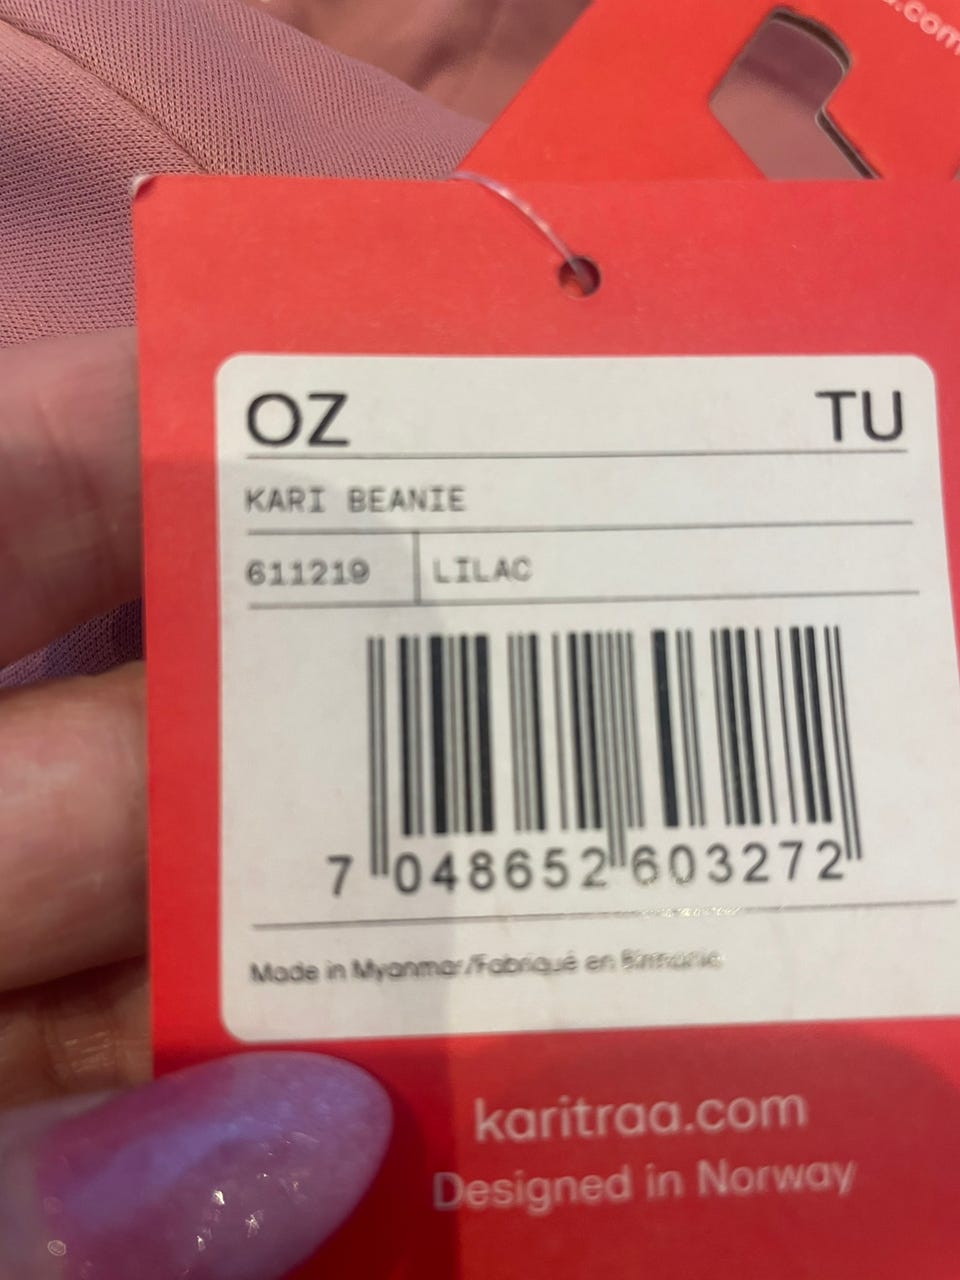 .com
OZ TU
KARI BEANIE
611219 LILAC
7 048652 603272
Made in Myanmar/Fabriqué en Birmanie
karitraa.com
Designed in Norway